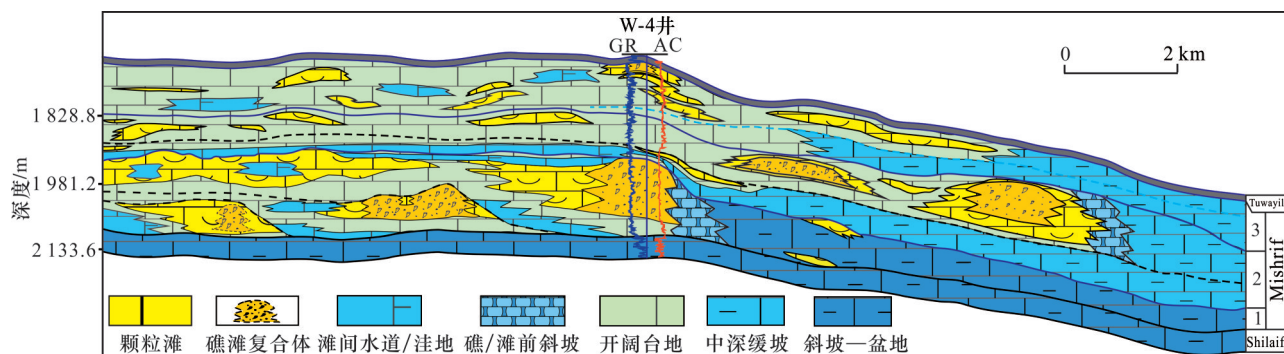 W-4井
GR AC
0 2 km
深度/m
1 828.8
1 981.2
2 133.6
Tuwayil
3
2
1
Mishrif
Shilaif
颗粒滩
礁滩复合体
滩间水道/洼地
礁/滩前斜坡
开阔台地
中深缓坡
斜坡—盆地